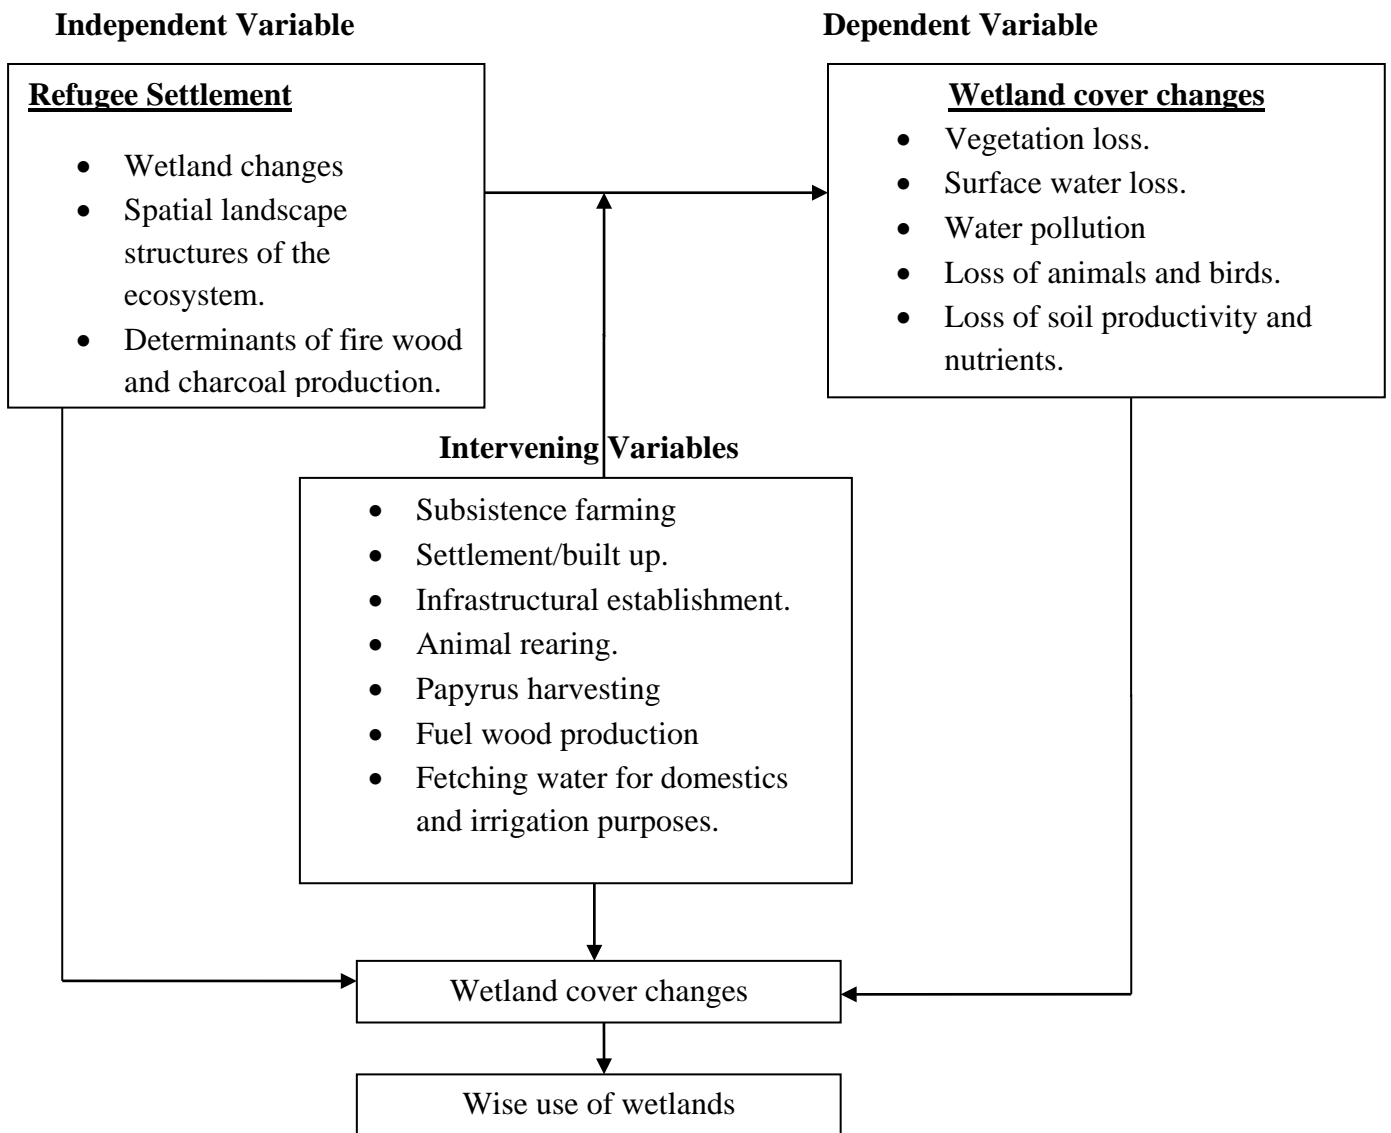 Independent Variable
Dependent Variable
Refugee Settlement
• Wetland changes
• Spatial landscape
structures of the
ecosystem.
• Determinants of fire wood
and charcoal production.
Wetland cover changes
• Vegetation loss.
• Surface water loss.
• Water pollution
• Loss of animals and birds.
• Loss of soil productivity and
nutrients.
Intervening Variables
• Subsistence farming
• Settlement/built up.
• Infrastructural establishment.
• Animal rearing.
• Papyrus harvesting
• Fuel wood production
• Fetching water for domestics
and irrigation purposes.
Wetland cover changes
Wise use of wetlands